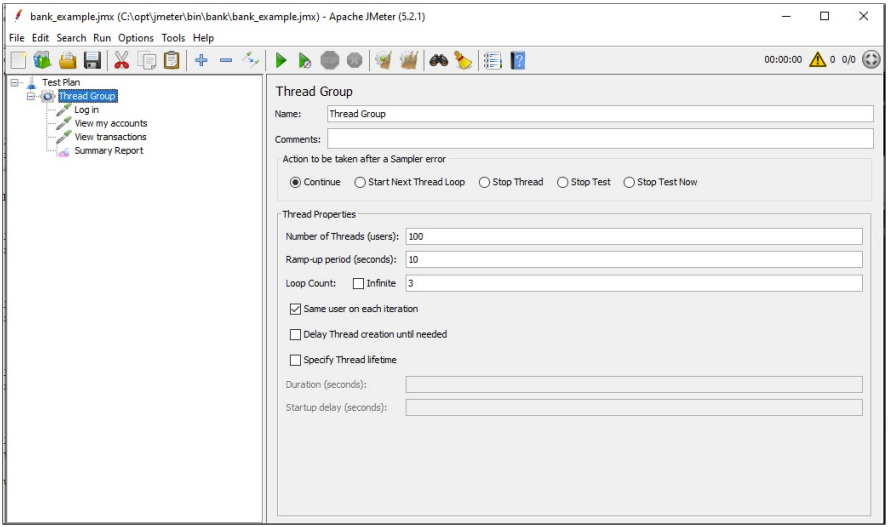 bank_example.jmx (C:\opt\jmeter\bin\bank\bank_example.jmx) - Apache JMeter (5.2.1)
File Edit Search Run Options Tools Help
00:00:00 0 0/0
Test Plan
Thread Group
Log in
View my accounts
View transactions
Summary Report
Thread Group
Name: Thread Group
Comments:
Action to be taken after a Sampler error
Continue Start Next Thread Loop Stop Thread Stop Test Stop Test Now
Thread Properties
Number of Threads (users): 100
Ramp-up period (seconds): 10
Loop Count: Infinite 3
Same user on each iteration
Delay Thread creation until needed
Specify Thread lifetime
Duration (seconds):
Startup delay (seconds):